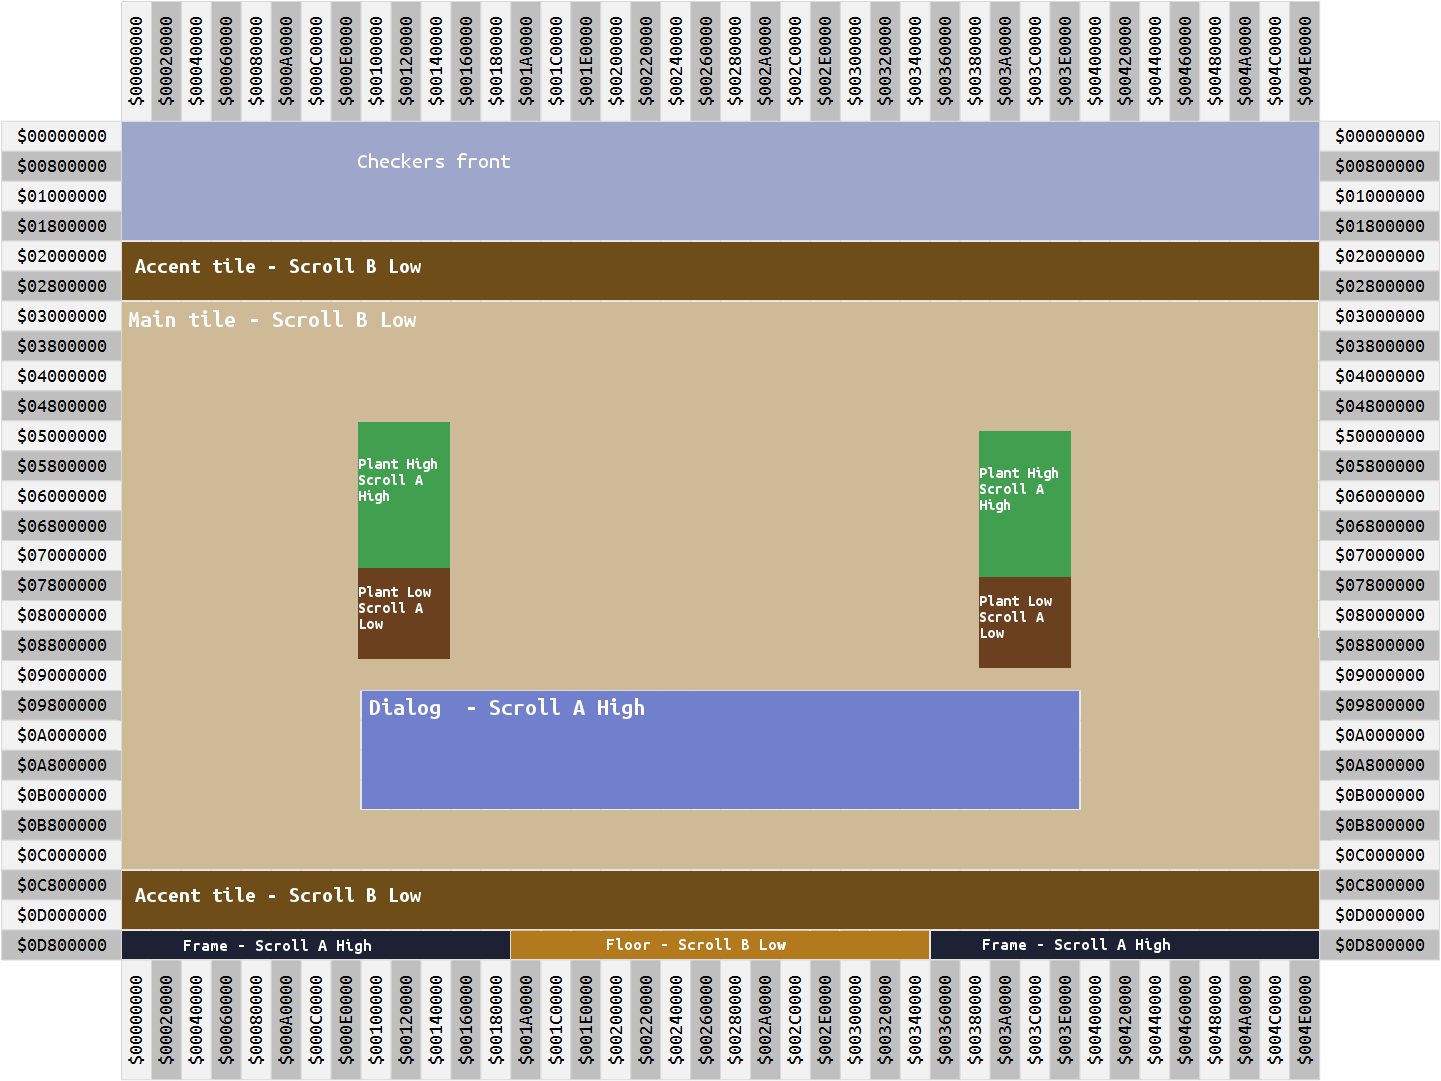 $00000000 $00020000 $00040000 $00060000 $00080000 $000A0000 $000C0000 $000E0000 $00100000 $00120000 $00140000 $00160000 $00180000 $001A0000 $001C0000 $001E0000 $00200000 $00220000 $00240000 $00260000 $00280000 $002A0000 $002C0000 $002E0000 $00300000 $00320000 $00340000 $00360000 $00380000 $003A0000 $003C0000 $003E0000 $00400000 $00420000 $00440000 $00460000 $00480000 $004A0000 $004C0000 $004E0000
$00000000 $00000000
Checkers front
$00800000 $00800000
$01000000 $01000000
$01800000 $01800000
$02000000 $02000000
Accent tile - Scroll B Low
$02800000 $02800000
$03000000 Main tile - Scroll B Low $03000000
$03800000 $03800000
$04000000 $04000000
$04800000 $04800000
$05000000 $50000000
$05800000 $05800000
Plant High
Scroll A
High
Plant High
Scroll A
High
$06000000 $06000000
$06800000 $06800000
$07000000 $07000000
$07800000 $07800000
Plant Low
Scroll A
Low
Plant Low
Scroll A
Low
$08000000 $08000000
$08800000 $08800000
$09000000 $09000000
$09800000 Dialog  - Scroll A High $09800000
$0A000000 $0A000000
$0A800000 $0A800000
$0B000000 $0B000000
$0B800000 $0B800000
$0C000000 $0C000000
$0C800000 $0C800000
Accent tile - Scroll B Low
$0D000000 $0D000000
$0D800000 Frame - Scroll A High Floor - Scroll B Low Frame - Scroll A High $0D800000
$00000000 $00020000 $00040000 $00060000 $00080000 $000A0000 $000C0000 $000E0000 $00100000 $00120000 $00140000 $00160000 $00180000 $001A0000 $001C0000 $001E0000 $00200000 $00220000 $00240000 $00260000 $00280000 $002A0000 $002C0000 $002E0000 $00300000 $00320000 $00340000 $00360000 $00380000 $003A0000 $003C0000 $003E0000 $00400000 $00420000 $00440000 $00460000 $00480000 $004A0000 $004C0000 $004E0000